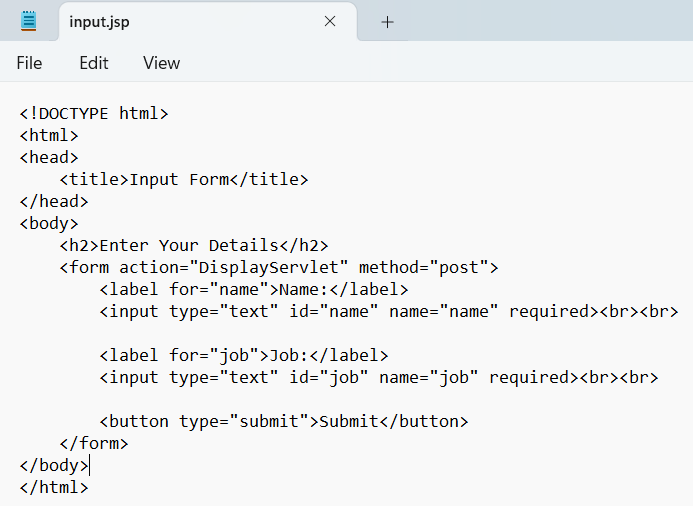 input.jsp
File Edit View
<!DOCTYPE html>
<html>
<head>
    <title>Input Form</title>
</head>
<body>
    <h2>Enter Your Details</h2>
    <form action="DisplayServlet" method="post">
        <label for="name">Name:</label>
        <input type="text" id="name" name="name" required><br><br>

        <label for="job">Job:</label>
        <input type="text" id="job" name="job" required><br><br>

        <button type="submit">Submit</button>
    </form>
</body>
</html>